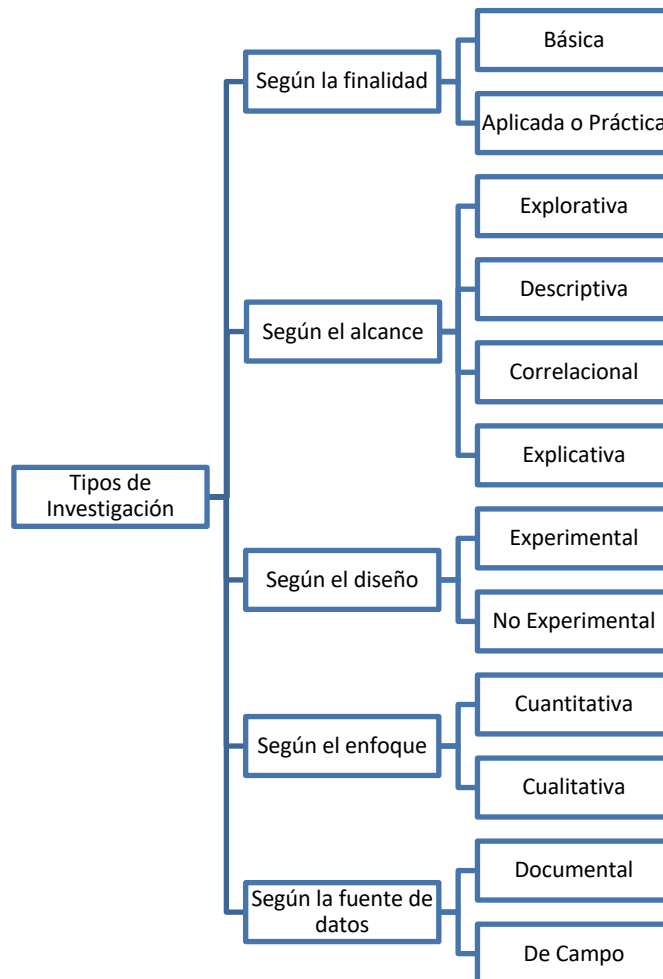 Tipos de
Investigación
Según la finalidad
Básica
Aplicada o Práctica
Según el alcance
Explorativa
Descriptiva
Correlacional
Explicativa
Según el diseño
Experimental
No Experimental
Según el enfoque
Cuantitativa
Cualitativa
Según la fuente de
datos
Documental
De Campo